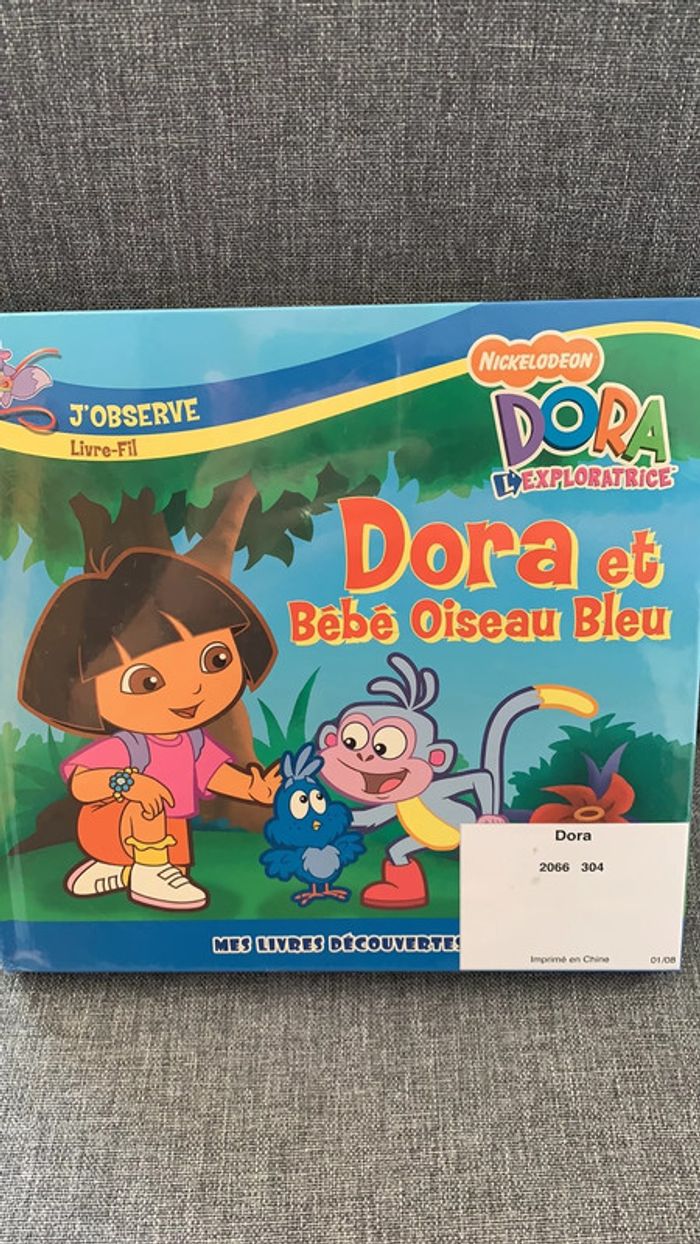 NICKELODEON
DORA
L'EXPLORATRICE
J'OBSERVE
Livre-Fil
Dora et
Bébé Oiseau Bleu
MES LIVRES DÉCOUVERTES
Dora
2066 304
Imprimé en Chine 01/08